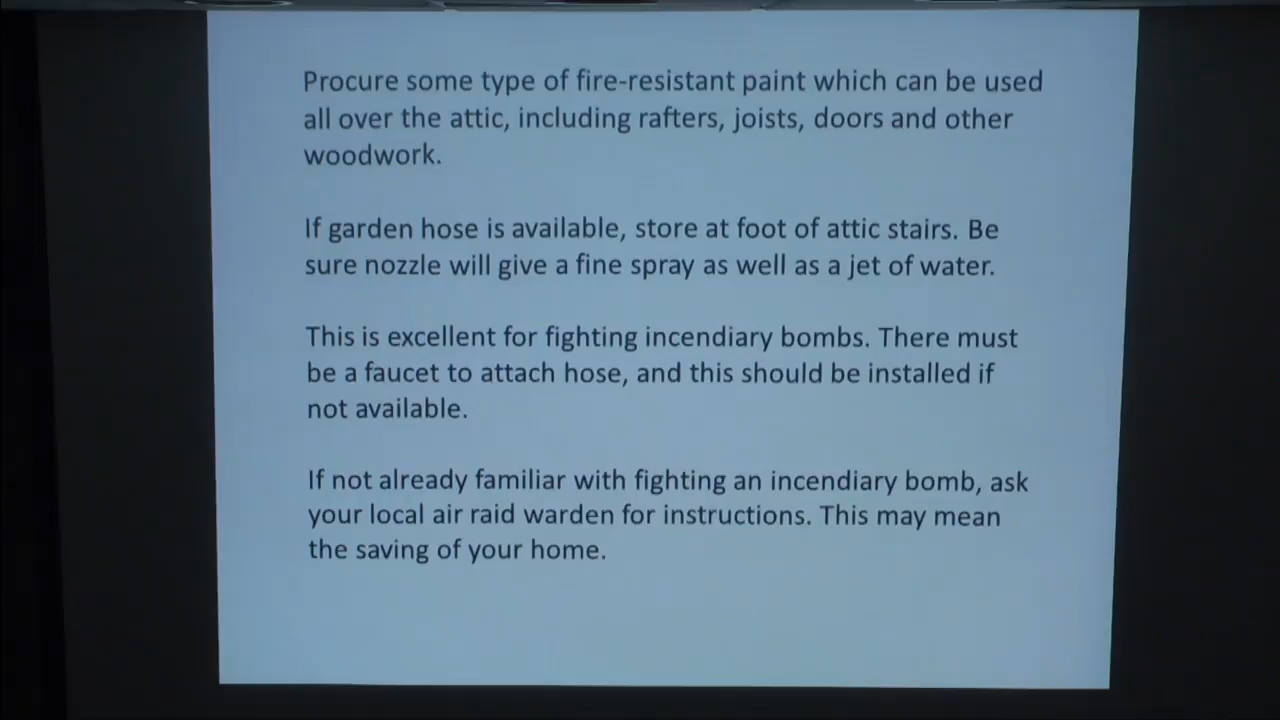 Procure some type of fire-resistant paint which can be used
all over the attic, including rafters, joists, doors and other
woodwork.
If garden hose is available, store at foot of attic stairs. Be
sure nozzle will give a fine spray as well as a jet of water.
This is excellent for fighting incendiary bombs. There must
be a faucet to attach hose, and this should be installed if
not available.
If not already familiar with fighting an incendiary bomb, ask
your local air raid warden for instructions. This may mean
the saving of your home.